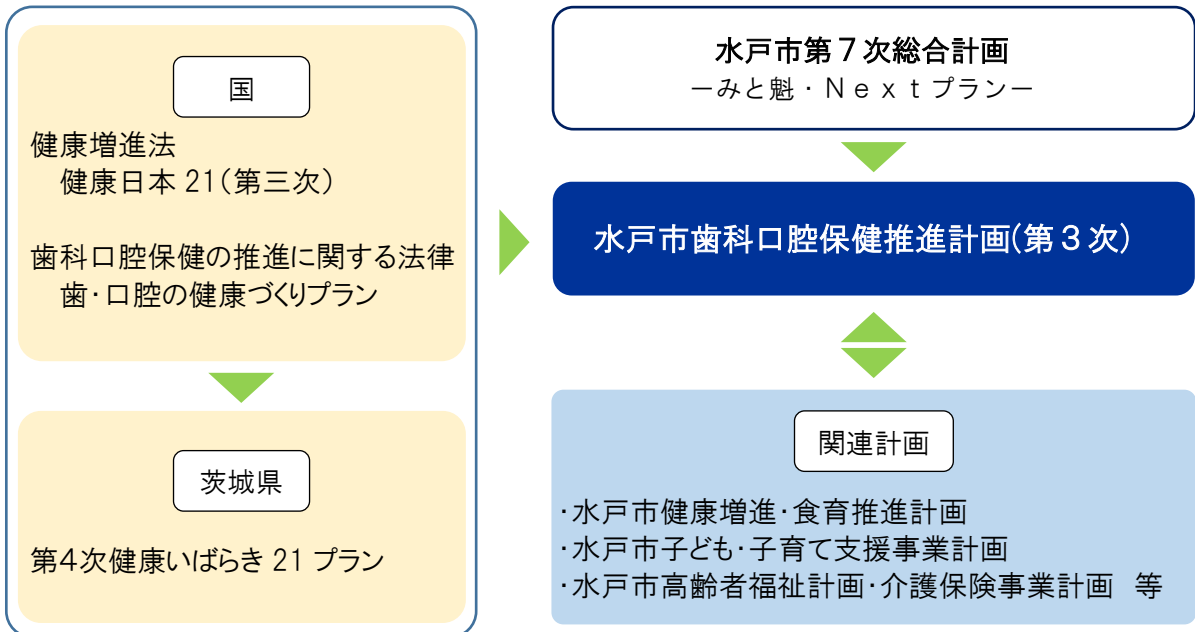 国
健康増進法
健康日本21(第三次)
歯科口腔保健の推進に関する法律
歯・口腔の健康づくりプラン
茨城県
第4次健康いばらき21プラン
水戸市第7次総合計画
－みと魁・Nextプラン－
水戸市歯科口腔保健推進計画(第3次)
関連計画
・水戸市健康増進・食育推進計画
・水戸市子ども・子育て支援事業計画
・水戸市高齢者福祉計画・介護保険事業計画 等